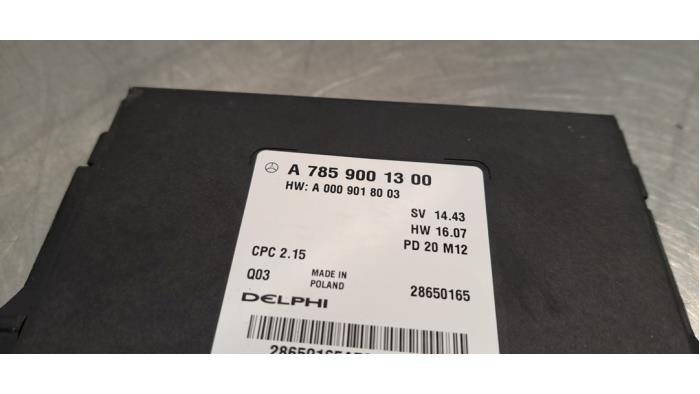 A 785 900 13 00
HW: A 000 901 80 03
SV 14.43
HW 16.07
PD 20 M12
CPC 2.15
Q03
MADE IN
POLAND
28650165
DELPHI